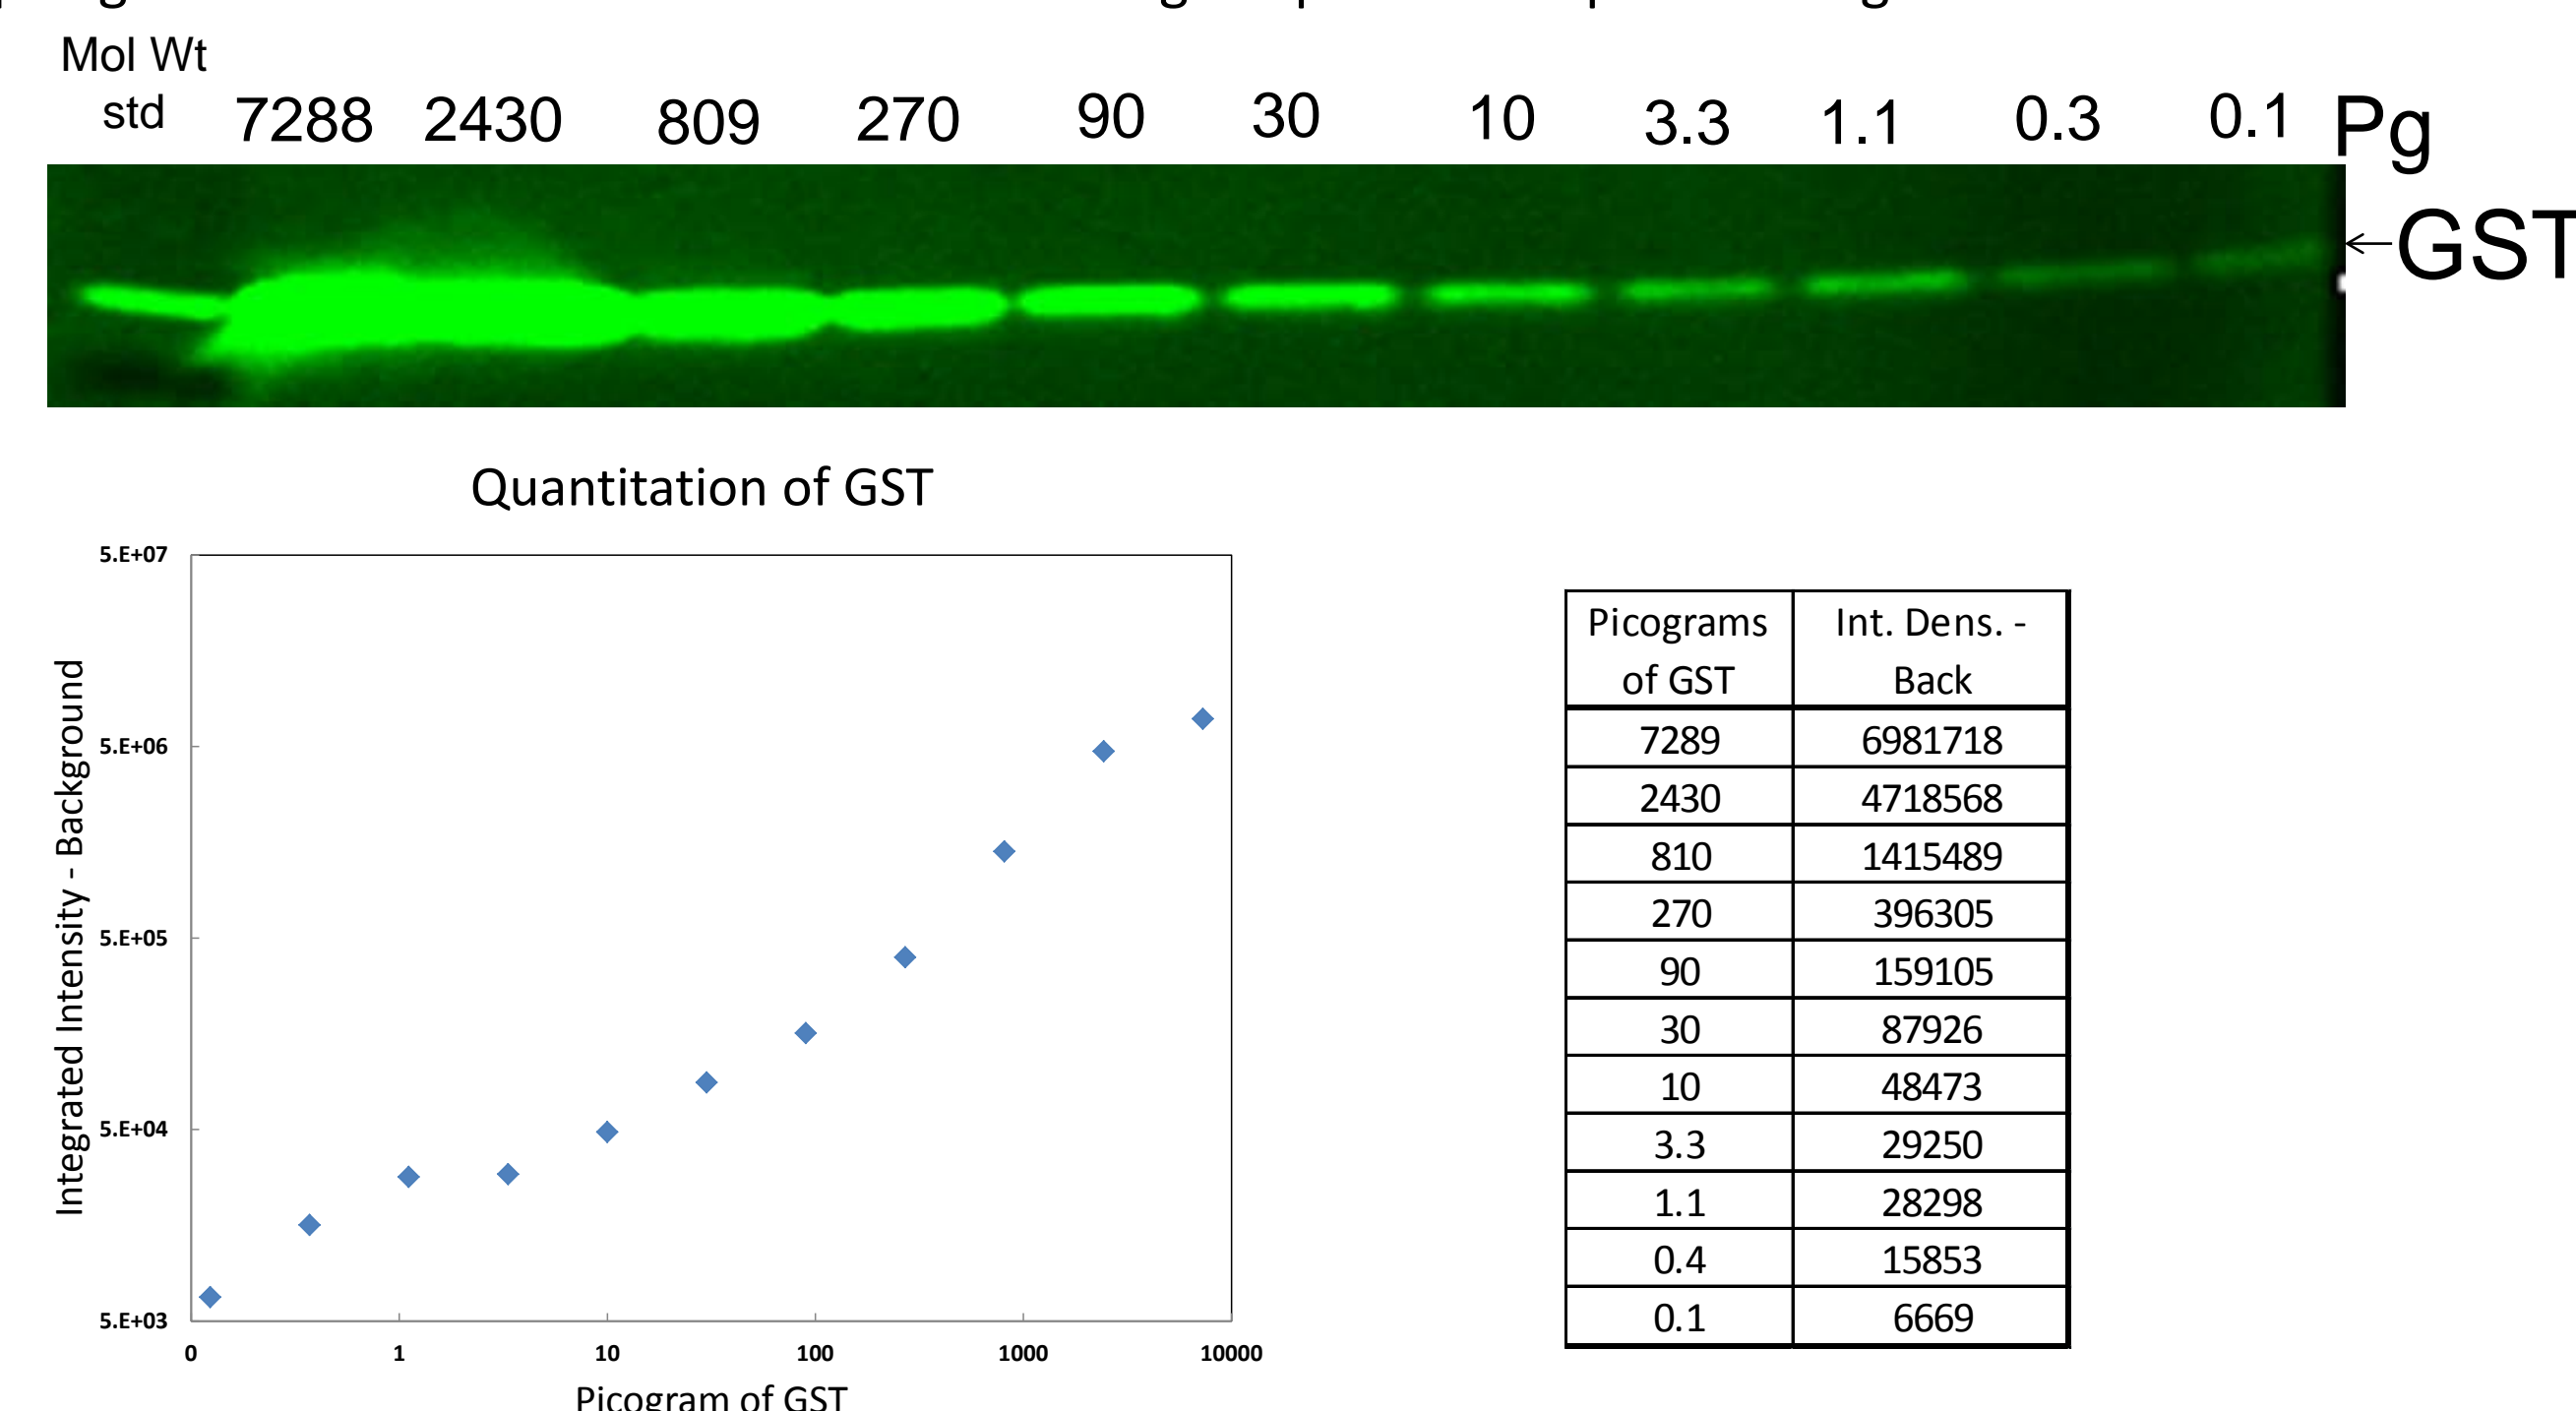 Mol Wt
std 7288 2430 809 270 90 30 10 3.3 1.1 0.3 0.1 Pg
←GST
Quantitation of GST
5.E+07
5.E+06
5.E+05
5.E+04
5.E+03
Integrated Intensity - Background
0 1 10 100 1000 10000
Picogram of GST
Picograms of GST Int. Dens. - Back
7289 6981718
2430 4718568
810 1415489
270 396305
90 159105
30 87926
10 48473
3.3 29250
1.1 28298
0.4 15853
0.1 6669